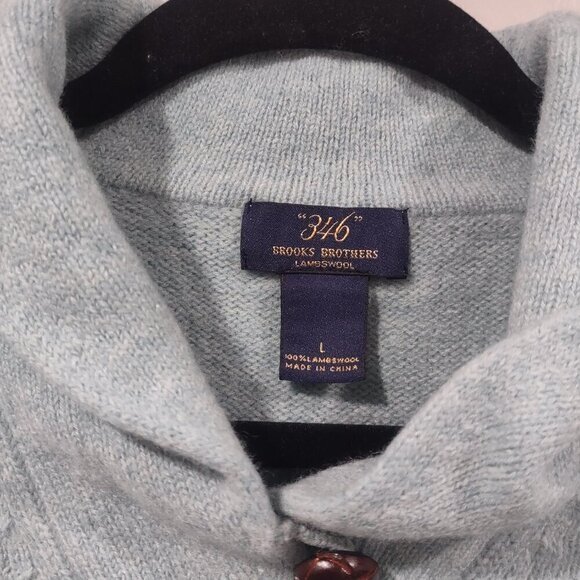 "346"
BROOKS BROTHERS
LAMBSWOOL
L
100% LAMBSWOOL
MADE IN CHINA